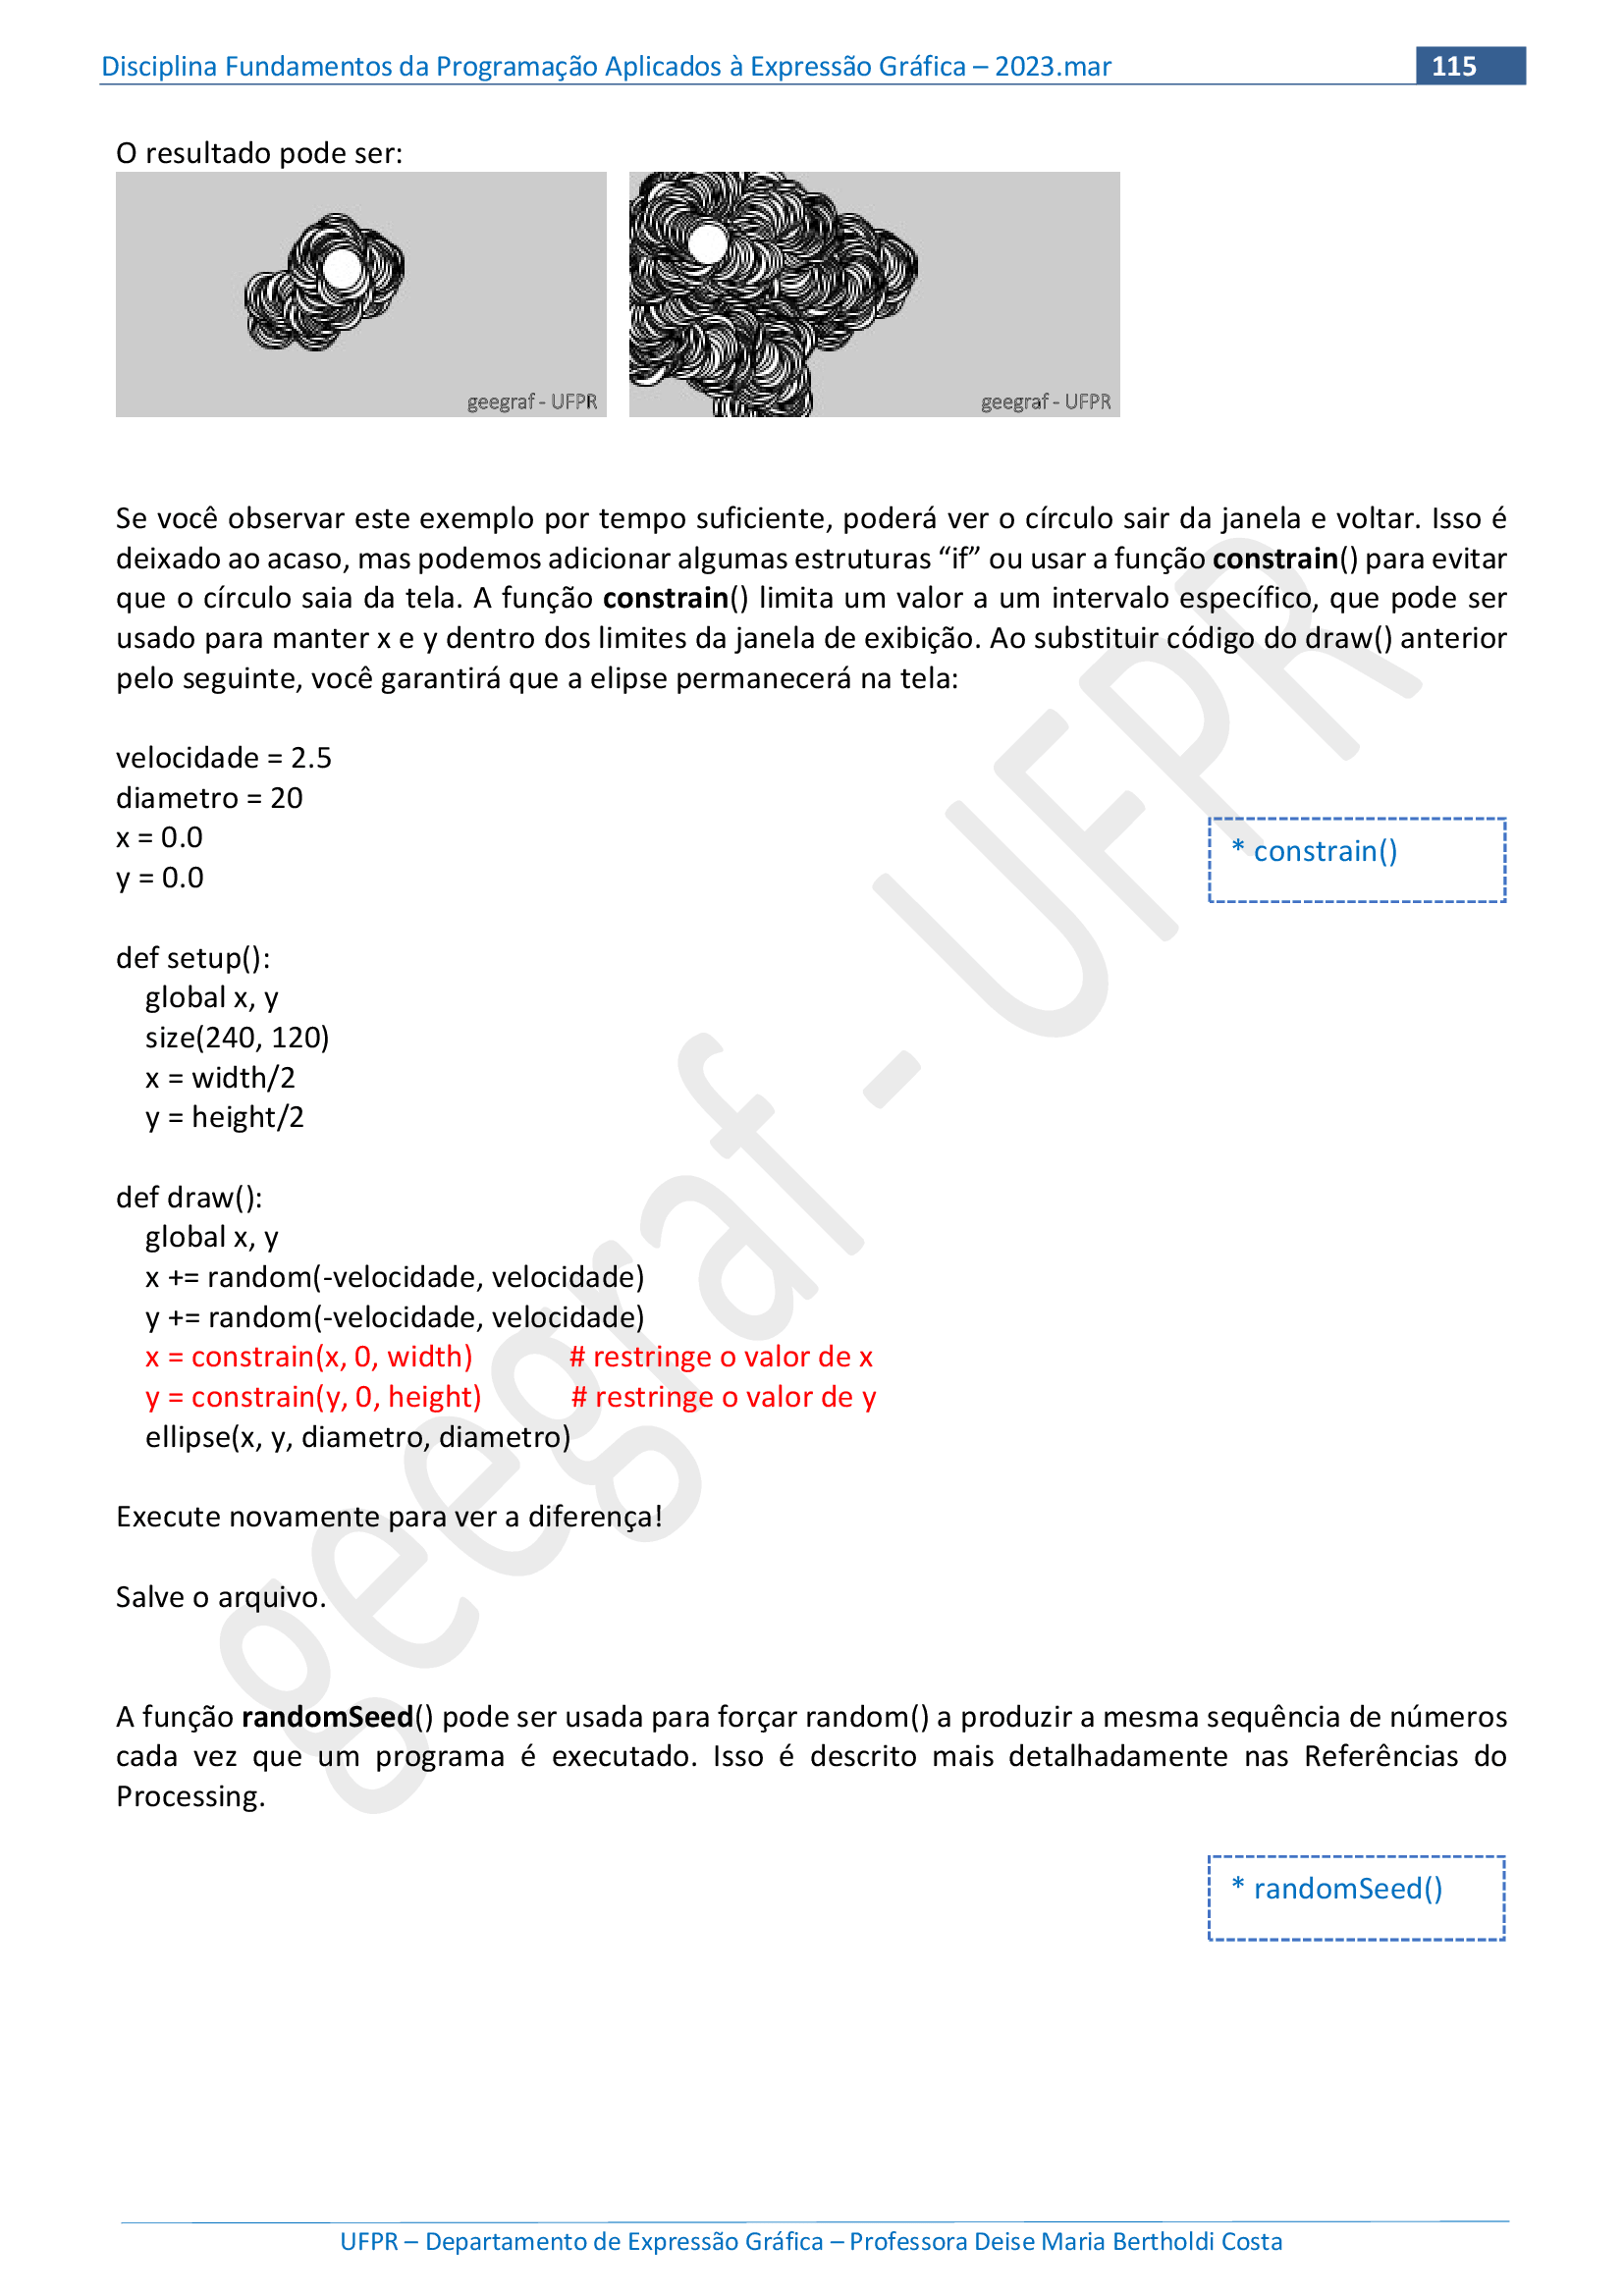 Disciplina Fundamentos da Programação Aplicados à Expressão Gráfica – 2023.mar
115
O resultado pode ser:
geegraf - UFPR
geegraf - UFPR
Se você observar este exemplo por tempo suficiente, poderá ver o círculo sair da janela e voltar. Isso é
deixado ao acaso, mas podemos adicionar algumas estruturas “if” ou usar a função constrain() para evitar
que o círculo saia da tela. A função constrain() limita um valor a um intervalo específico, que pode ser
usado para manter x e y dentro dos limites da janela de exibição. Ao substituir código do draw() anterior
pelo seguinte, você garantirá que a elipse permanecerá na tela:
velocidade = 2.5
diametro = 20
x = 0.0
y = 0.0
* constrain()
def setup():
global x, y
size(240, 120)
x = width/2
y = height/2
def draw():
global x, y
x += random(-velocidade, velocidade)
y += random(-velocidade, velocidade)
x = constrain(x, 0, width) # restringe o valor de x
y = constrain(y, 0, height) # restringe o valor de y
ellipse(x, y, diametro, diametro)
Execute novamente para ver a diferença!
Salve o arquivo.
A função randomSeed() pode ser usada para forçar random() a produzir a mesma sequência de números
cada vez que um programa é executado. Isso é descrito mais detalhadamente nas Referências do
Processing.
* randomSeed()
geegraf - UFPR
UFPR – Departamento de Expressão Gráfica – Professora Deise Maria Bertholdi Costa